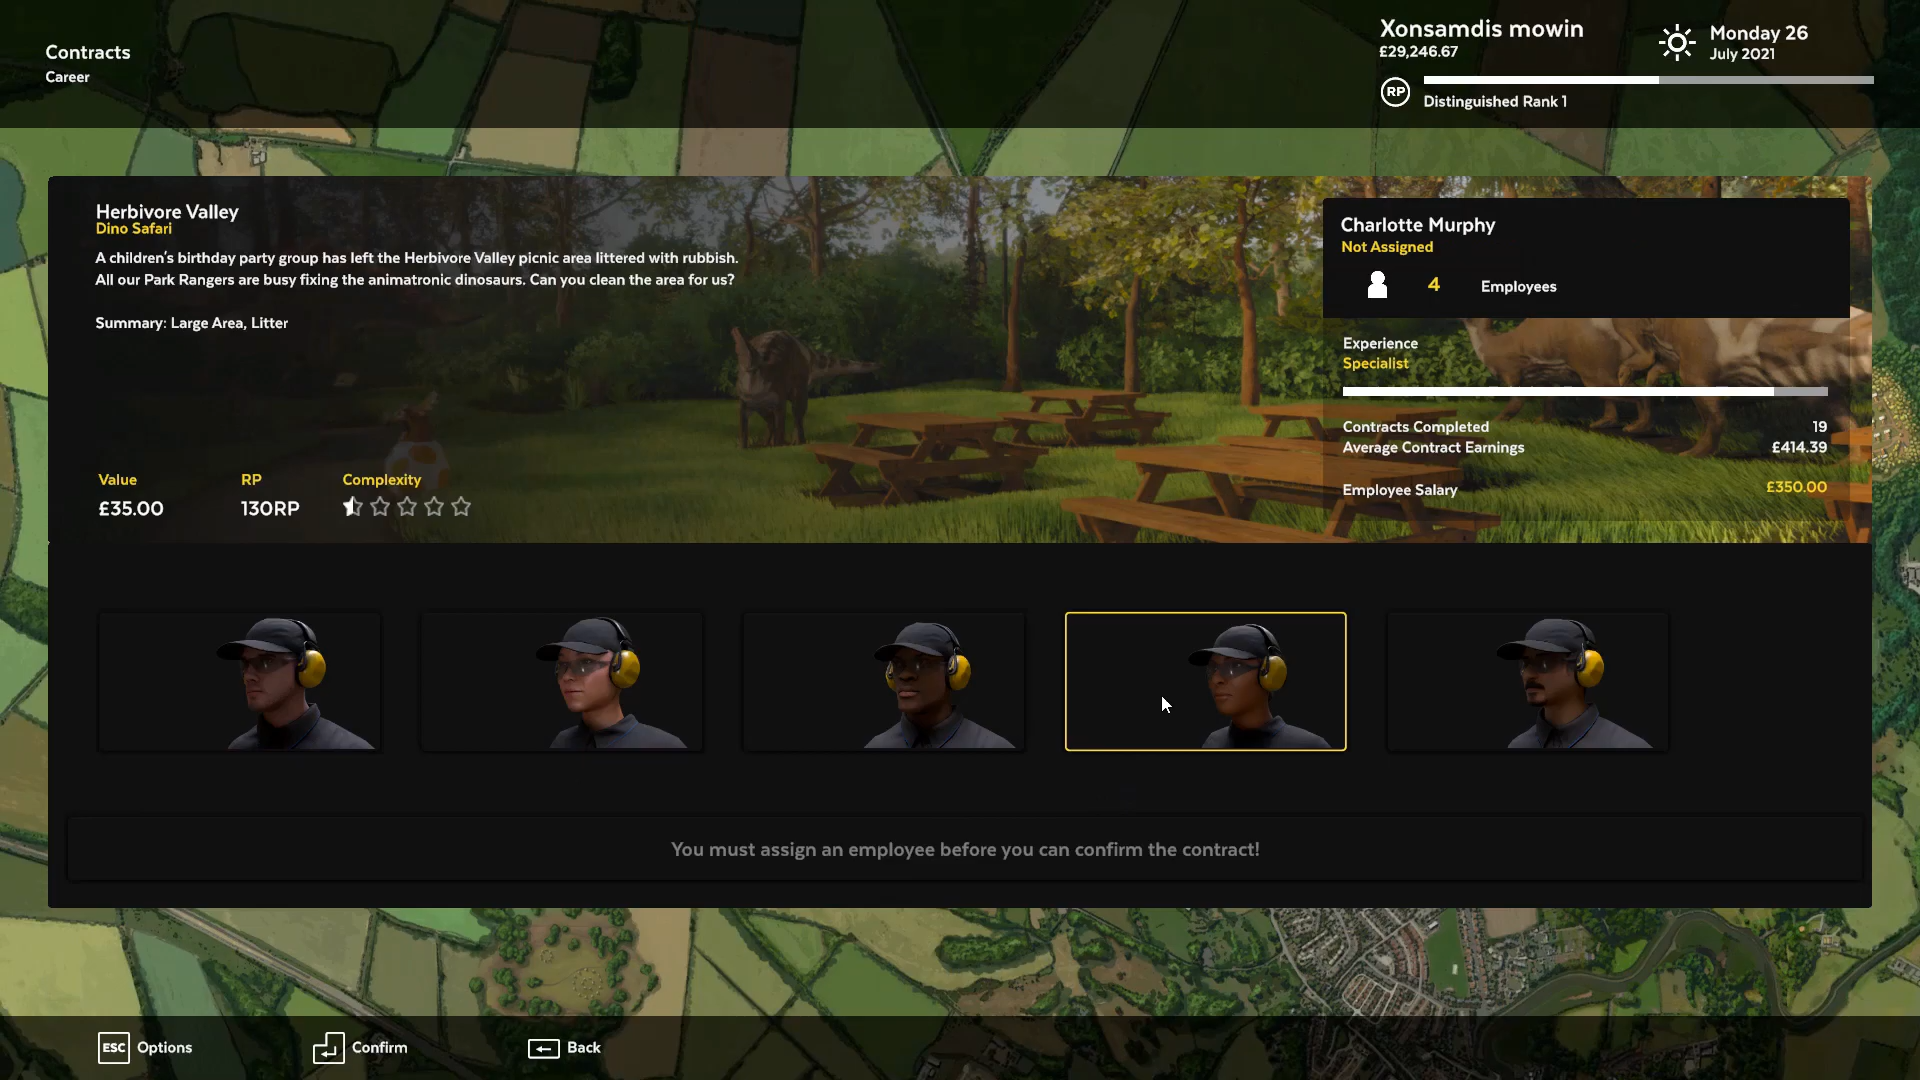 Contracts
Career
Xonsamdis mowin
£29,246.67
RP
Distinguished Rank 1
Monday 26
July 2021
Herbivore Valley
Dino Safari
A children's birthday party group has left the Herbivore Valley picnic area littered with rubbish.
All our Park Rangers are busy fixing the animatronic dinosaurs. Can you clean the area for us?
Summary: Large Area, Litter
Value
£35.00
RP
130RP
Complexity
Charlotte Murphy
Not Assigned
4 Employees
Experience
Specialist
Contracts Completed 19
Average Contract Earnings £414.39
Employee Salary £350.00
You must assign an employee before you can confirm the contract!
ESC Options
Confirm
Back